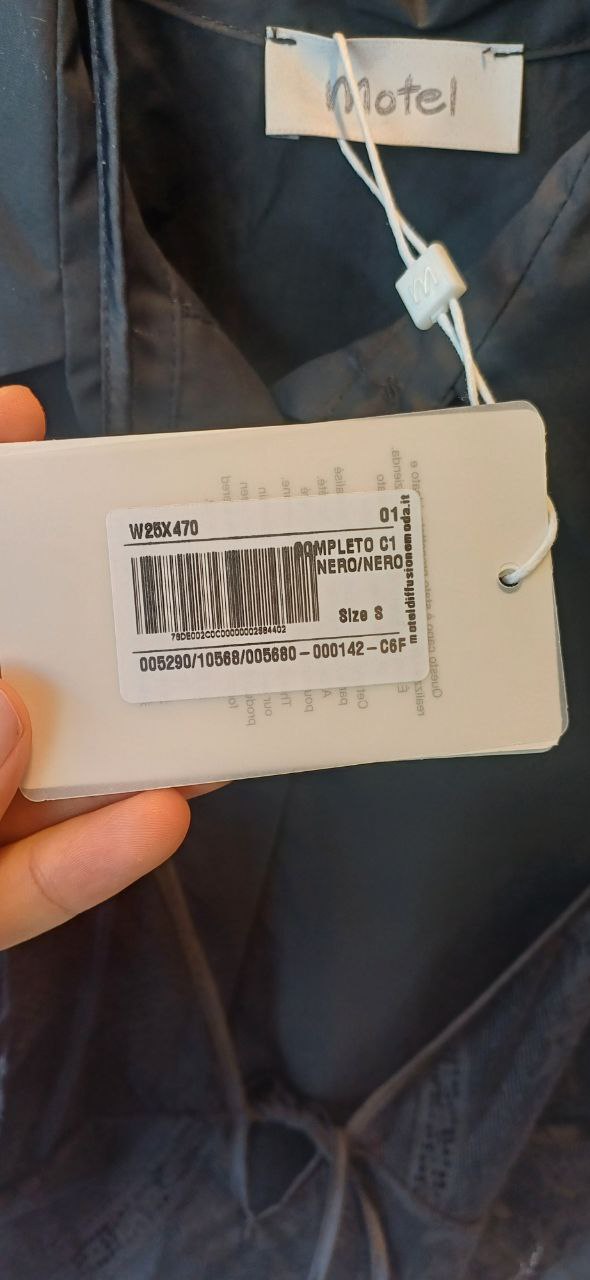 Motel
W25X470 01
COMPLETO C1
NERO/NERO
Size S
005290/10568/005680-000142-C6F
moteldiffusionemoda.it